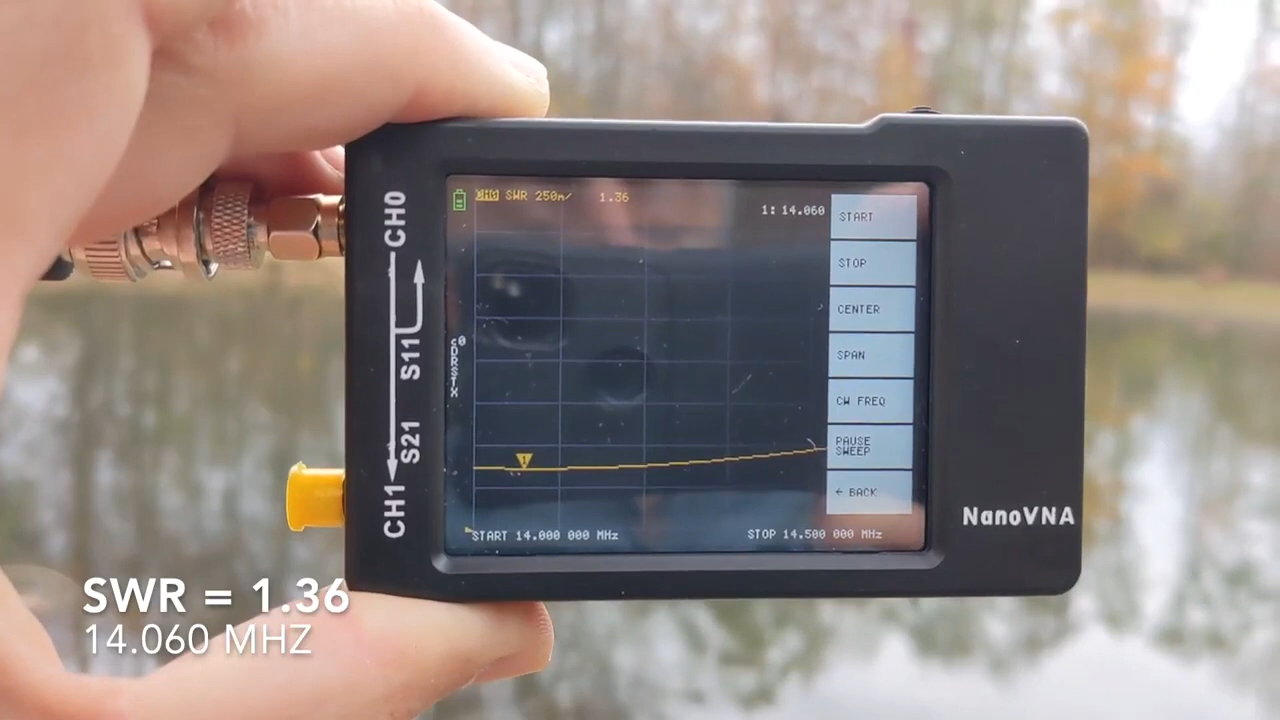 CH0
S11
S21
CH1
SWR 250m/ 1.36
1: 14.060
START
STOP
CENTER
SPAN
CW FREQ
PAUSE
SWEEP
← BACK
START 14.000 000 MHz
STOP 14.500 000 MHz
NanoVNA
SWR = 1.36
14.060 MHZ